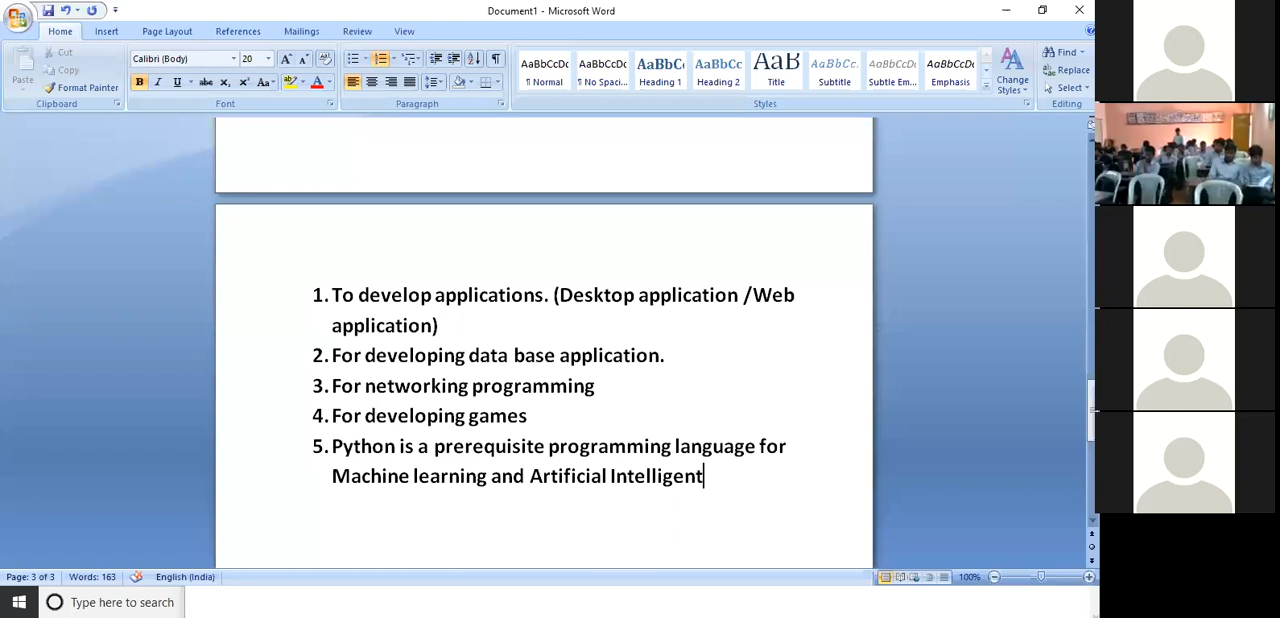 Document1 - Microsoft Word
Home Insert Page Layout References Mailings Review View
Paste
Cut
Copy
Format Painter
Clipboard
Calibri (Body) 20
B I U abc x, x² Aa
Font
Paragraph
AaBbCcDc AaBbCcDc AaBbC AaBbCc AaB AaBbCc. AaBbCcDc AaBbCcDc
¶ Normal ¶ No Spaci... Heading 1 Heading 2 Title Subtitle Subtle Em... Emphasis
Change
Styles
Styles
Find
Replace
Select
Editing
1. To develop applications. (Desktop application /Web
application)
2. For developing data base application.
3. For networking programming
4. For developing games
5. Python is a prerequisite programming language for
Machine learning and Artificial Intelligent
Page: 3 of 3 Words: 163 English (India) 100%
Type here to search